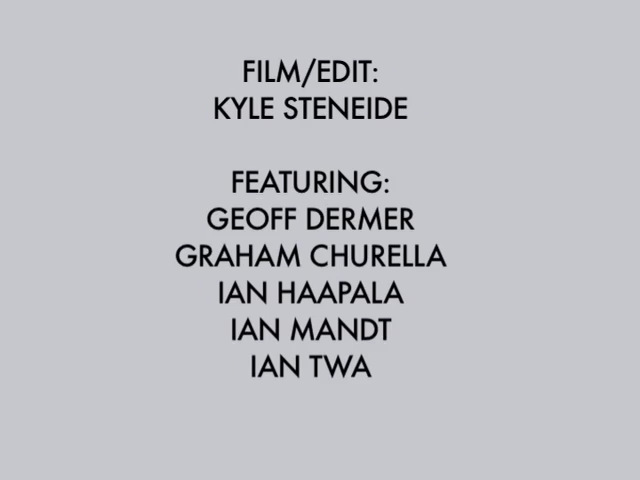 FILM/EDIT:
KYLE STENEIDE
FEATURING:
GEOFF DERMER
GRAHAM CHURELLA
IAN HAAPALA
IAN MANDT
IAN TWA